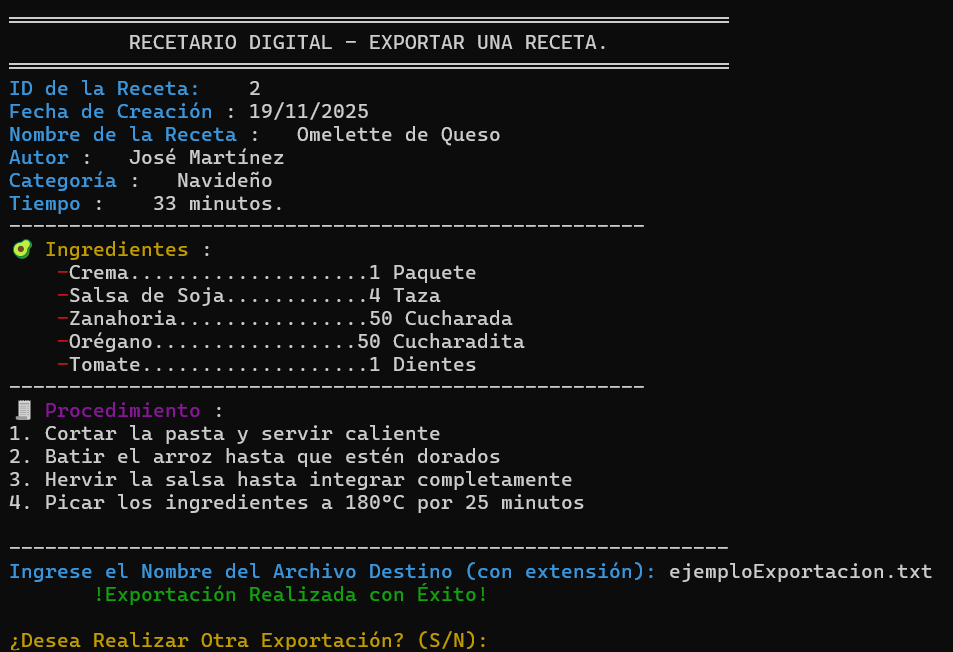 RECETARIO DIGITAL - EXPORTAR UNA RECETA.
ID de la Receta:    2
Fecha de Creación : 19/11/2025
Nombre de la Receta :   Omelette de Queso
Autor :   José Martínez
Categoría :   Navideño
Tiempo :    33 minutos.
-----------------------------------------------------
🥑 Ingredientes :
    -Crema....................1 Paquete
    -Salsa de Soja............4 Taza
    -Zanahoria................50 Cucharada
    -Orégano.................50 Cucharadita
    -Tomate...................1 Dientes
-----------------------------------------------------
🧾 Procedimiento :
1. Cortar la pasta y servir caliente
2. Batir el arroz hasta que estén dorados
3. Hervir la salsa hasta integrar completamente
4. Picar los ingredientes a 180°C por 25 minutos
------------------------------------------------------------
Ingrese el Nombre del Archivo Destino (con extensión): ejemploExportacion.txt
!Exportación Realizada con Éxito!
¿Desea Realizar Otra Exportación? (S/N):